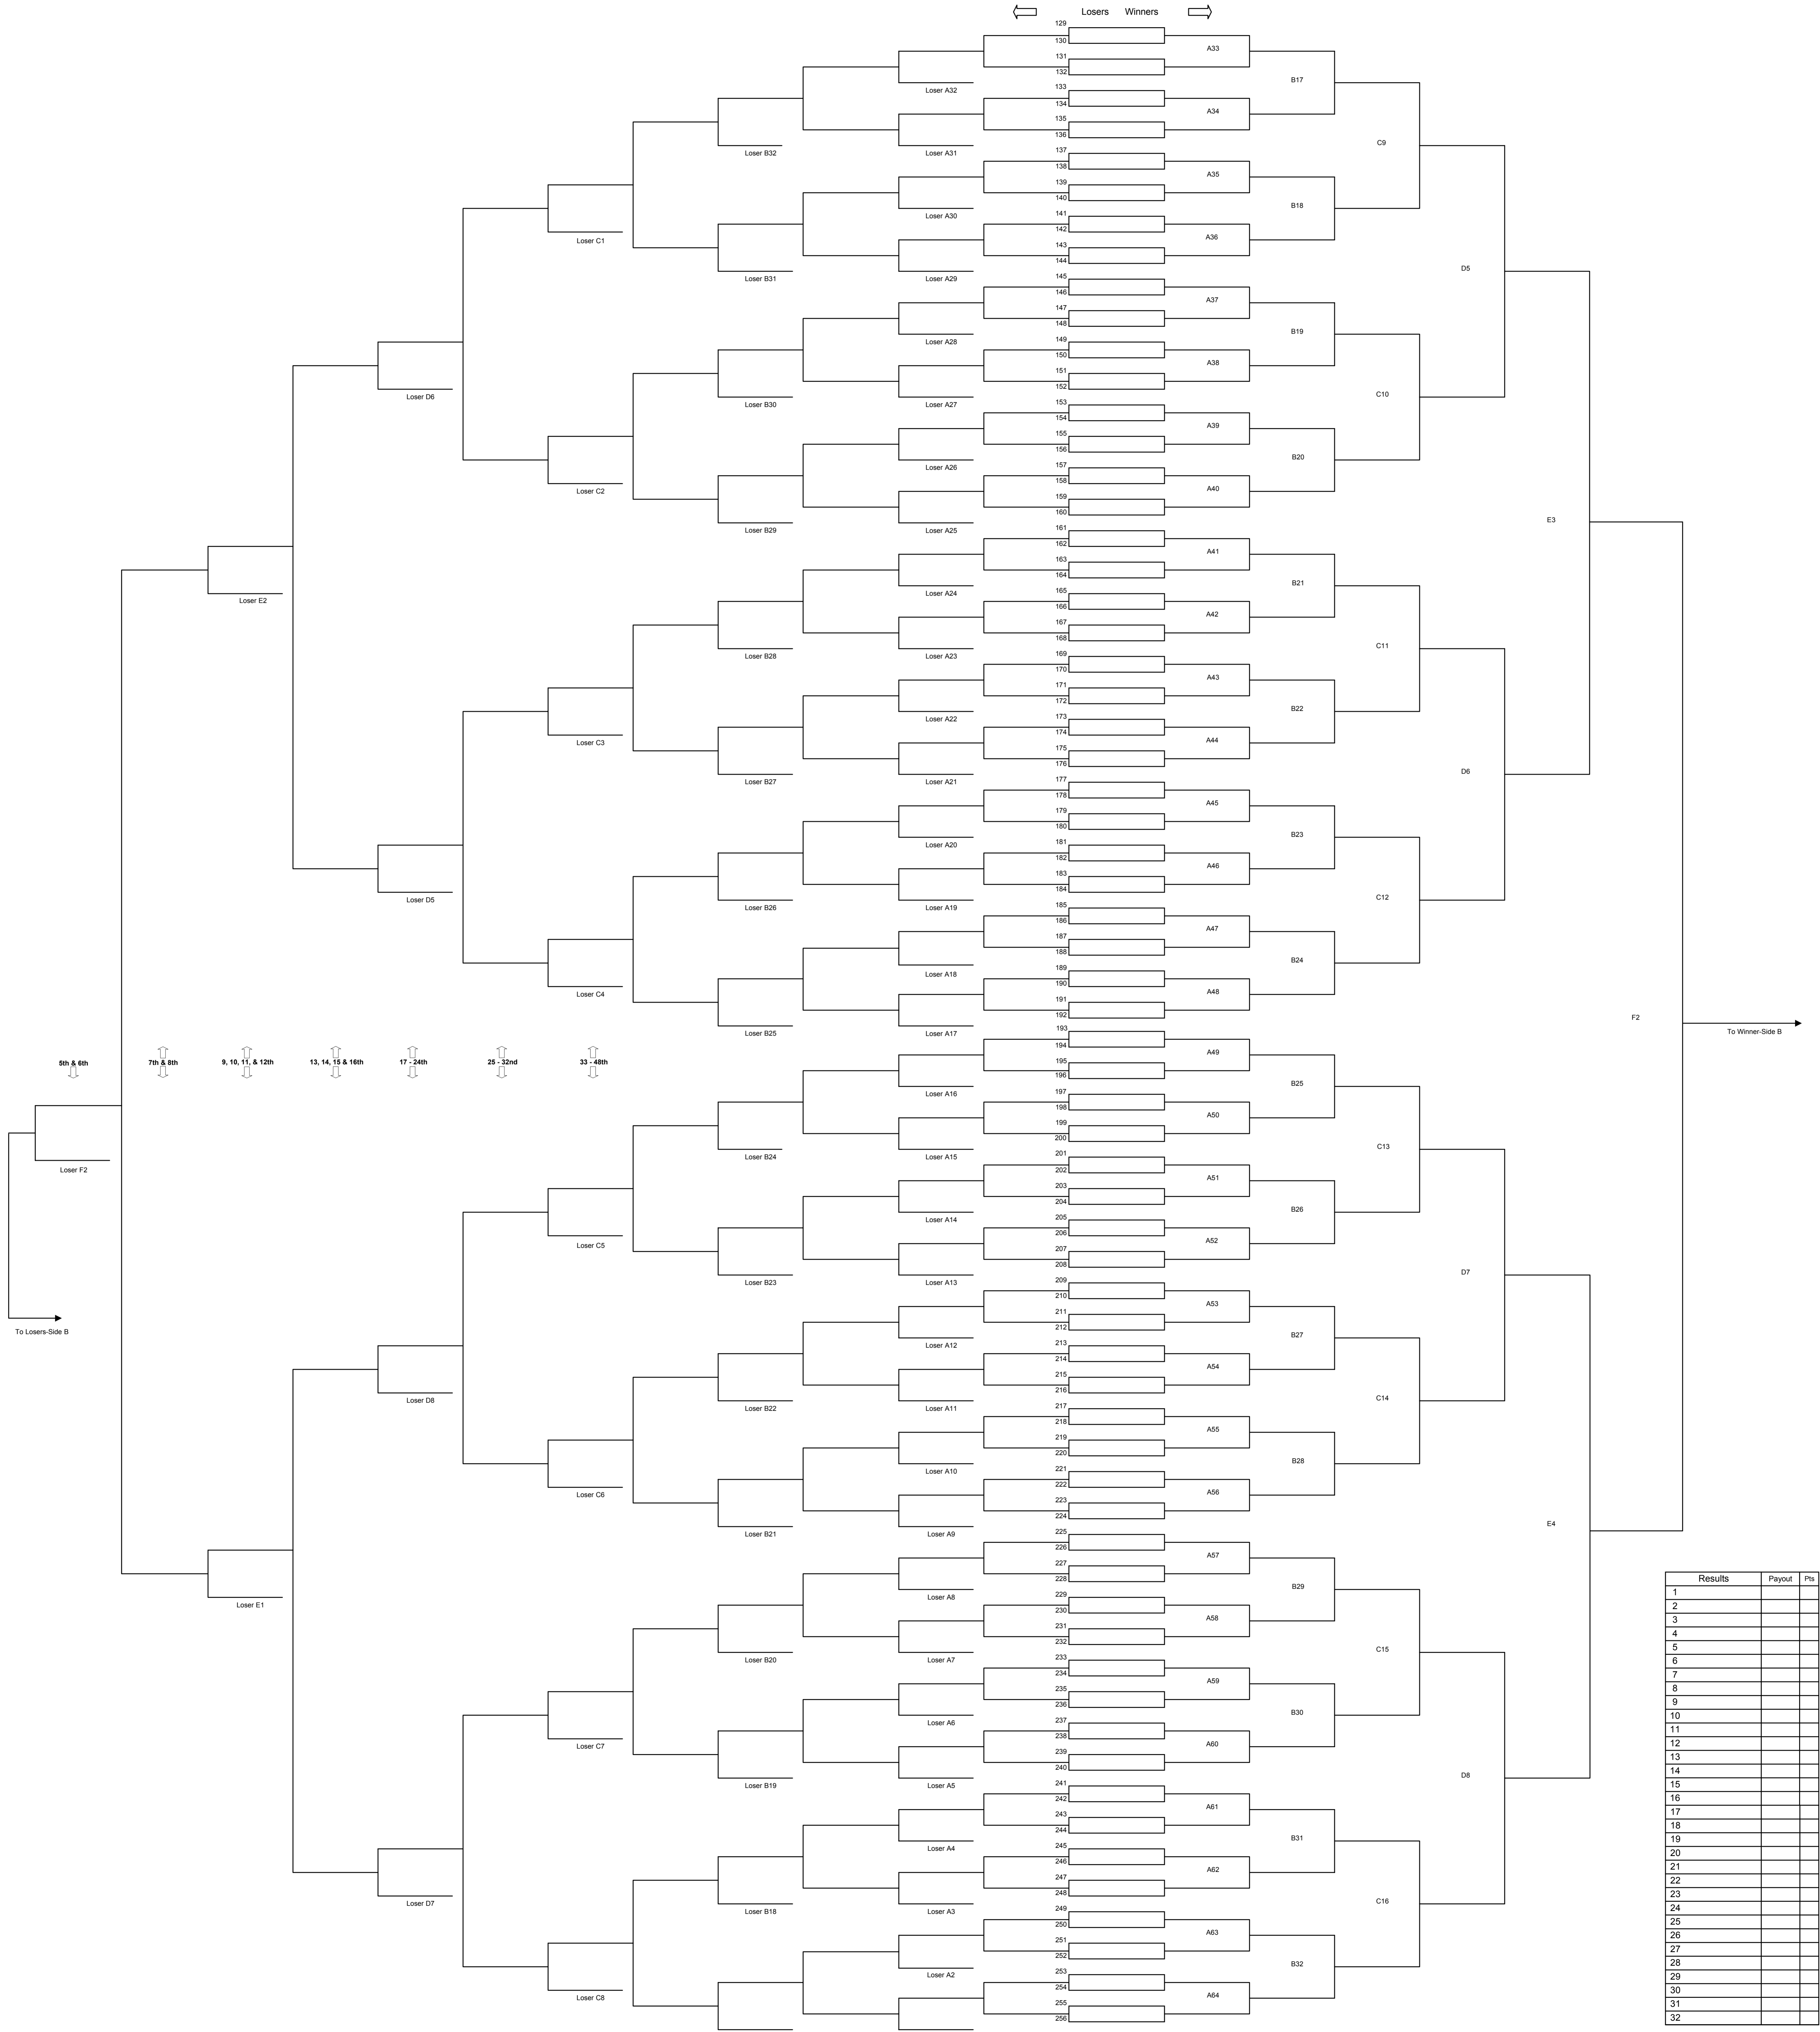 Losers Winners
129
130
A33
131
132
B17
Loser A32
133
134
A34
135
136
C9
Loser B32
Loser A31
137
138
A35
139
140
B18
Loser A30
141
142
A36
Loser C1
143
144
D5
Loser B31
Loser A29
145
146
A37
147
148
B19
Loser A28
149
150
A38
151
152
C10
Loser D6
Loser B30
Loser A27
153
154
A39
155
156
B20
Loser A26
157
158
A40
Loser C2
159
160
E3
Loser B29
Loser A25
161
162
A41
163
164
B21
Loser E2
Loser A24
165
166
A42
167
168
C11
Loser B28
Loser A23
169
170
A43
171
172
B22
Loser A22
173
174
A44
Loser C3
175
176
D6
Loser B27
Loser A21
177
178
A45
179
180
B23
Loser A20
181
182
A46
183
184
C12
Loser D5
Loser B26
Loser A19
185
186
A47
187
188
B24
Loser A18
189
190
A48
Loser C4
191
192
F2
Loser B25
Loser A17
193
To Winner-Side B
194
A49
5th & 6th 7th & 8th 9, 10, 11, & 12th 13, 14, 15 & 16th 17 - 24th 25 - 32nd 33 - 48th
195
196
B25
Loser A16
197
198
A50
199
200
C13
Loser F2
Loser B24
Loser A15
201
202
A51
203
204
B26
Loser A14
205
206
A52
Loser C5
207
208
D7
Loser B23
Loser A13
209
210
A53
211
212
To Losers-Side B
B27
Loser A12
213
214
A54
215
216
C14
Loser D8
Loser B22
Loser A11
217
218
A55
219
220
B28
Loser A10
221
222
A56
Loser C6
223
224
E4
Loser B21
Loser A9
225
226
A57
227
228
B29
Loser E1
Loser A8
229
230
A58
231
232
C15
Loser B20
Loser A7
233
234
A59
235
236
B30
Loser A6
237
238
A60
Loser C7
239
240
D8
Loser B19
Loser A5
241
242
A61
243
244
B31
Loser A4
245
246
A62
247
248
C16
Loser D7
Loser B18
Loser A3
249
250
A63
251
252
B32
Loser A2
253
254
A64
Loser C8
255
256
Results Payout Pts
1
2
3
4
5
6
7
8
9
10
11
12
13
14
15
16
17
18
19
20
21
22
23
24
25
26
27
28
29
30
31
32